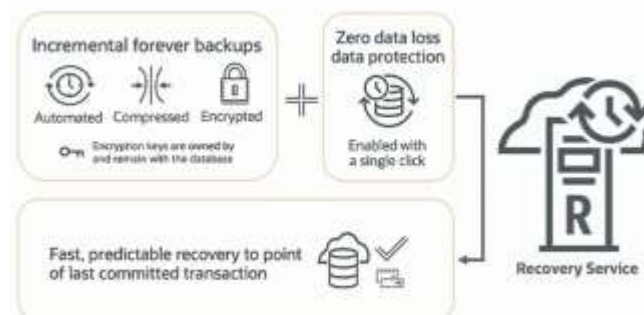 Incremental forever backups
Automated Compressed Encrypted
Encryption keys are owned by
and remain with the database
Zero data loss
data protection
Enabled with
a single click
Fast, predictable recovery to point
of last committed transaction
R
Recovery Service